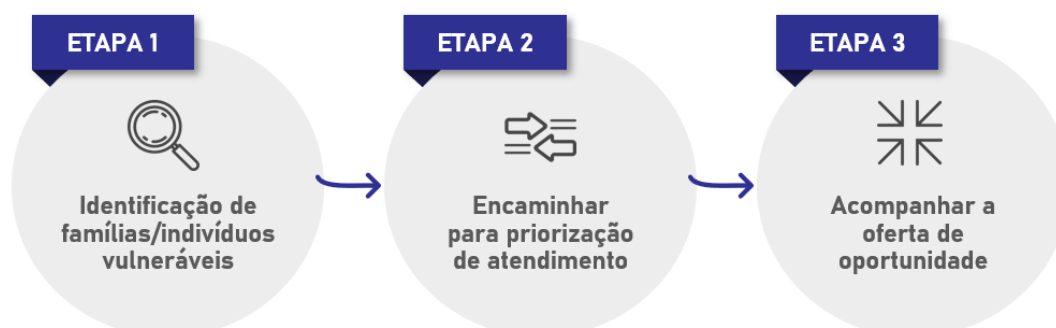 ETAPA 1
Identificação de
famílias/indivíduos
vulneráveis
ETAPA 2
Encaminhar
para priorização
de atendimento
ETAPA 3
Acompanhar a
oferta de
oportunidade